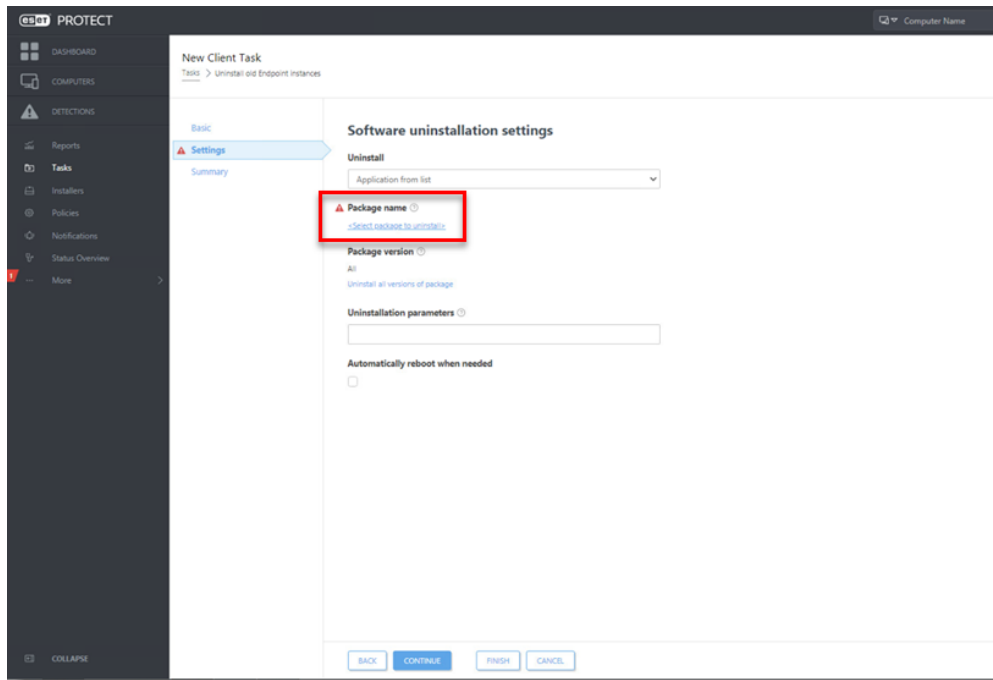 eset PROTECT
Computer Name
DASHBOARD
COMPUTERS
DETECTIONS
Reports
Tasks
Installers
Policies
Notifications
Status Overview
More
COLLAPSE
New Client Task
Tasks > Uninstall old Endpoint instances
Basic
Settings
Summary
Software uninstallation settings
Uninstall
Application from list
Package name
<Select package to uninstall>
Package version
All
Uninstall all versions of package
Uninstallation parameters
Automatically reboot when needed
BACK CONTINUE FINISH CANCEL